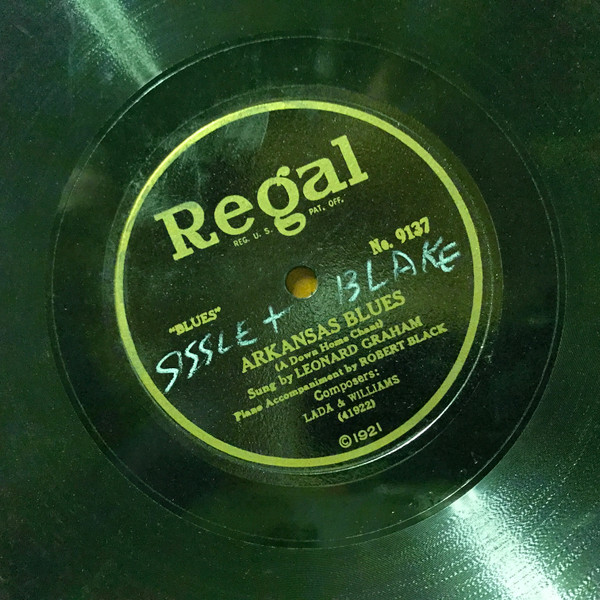 Regal
REG. U. S. PAT. OFF.
No. 9137
"BLUES"
SISSLE + BLAKE
ARKANSAS BLUES
(A Down Home Chant)
Sung by LEONARD GRAHAM
Piano Accompaniment by ROBERT BLACK
Composers:
LADA & WILLIAMS
(41922)
©1921